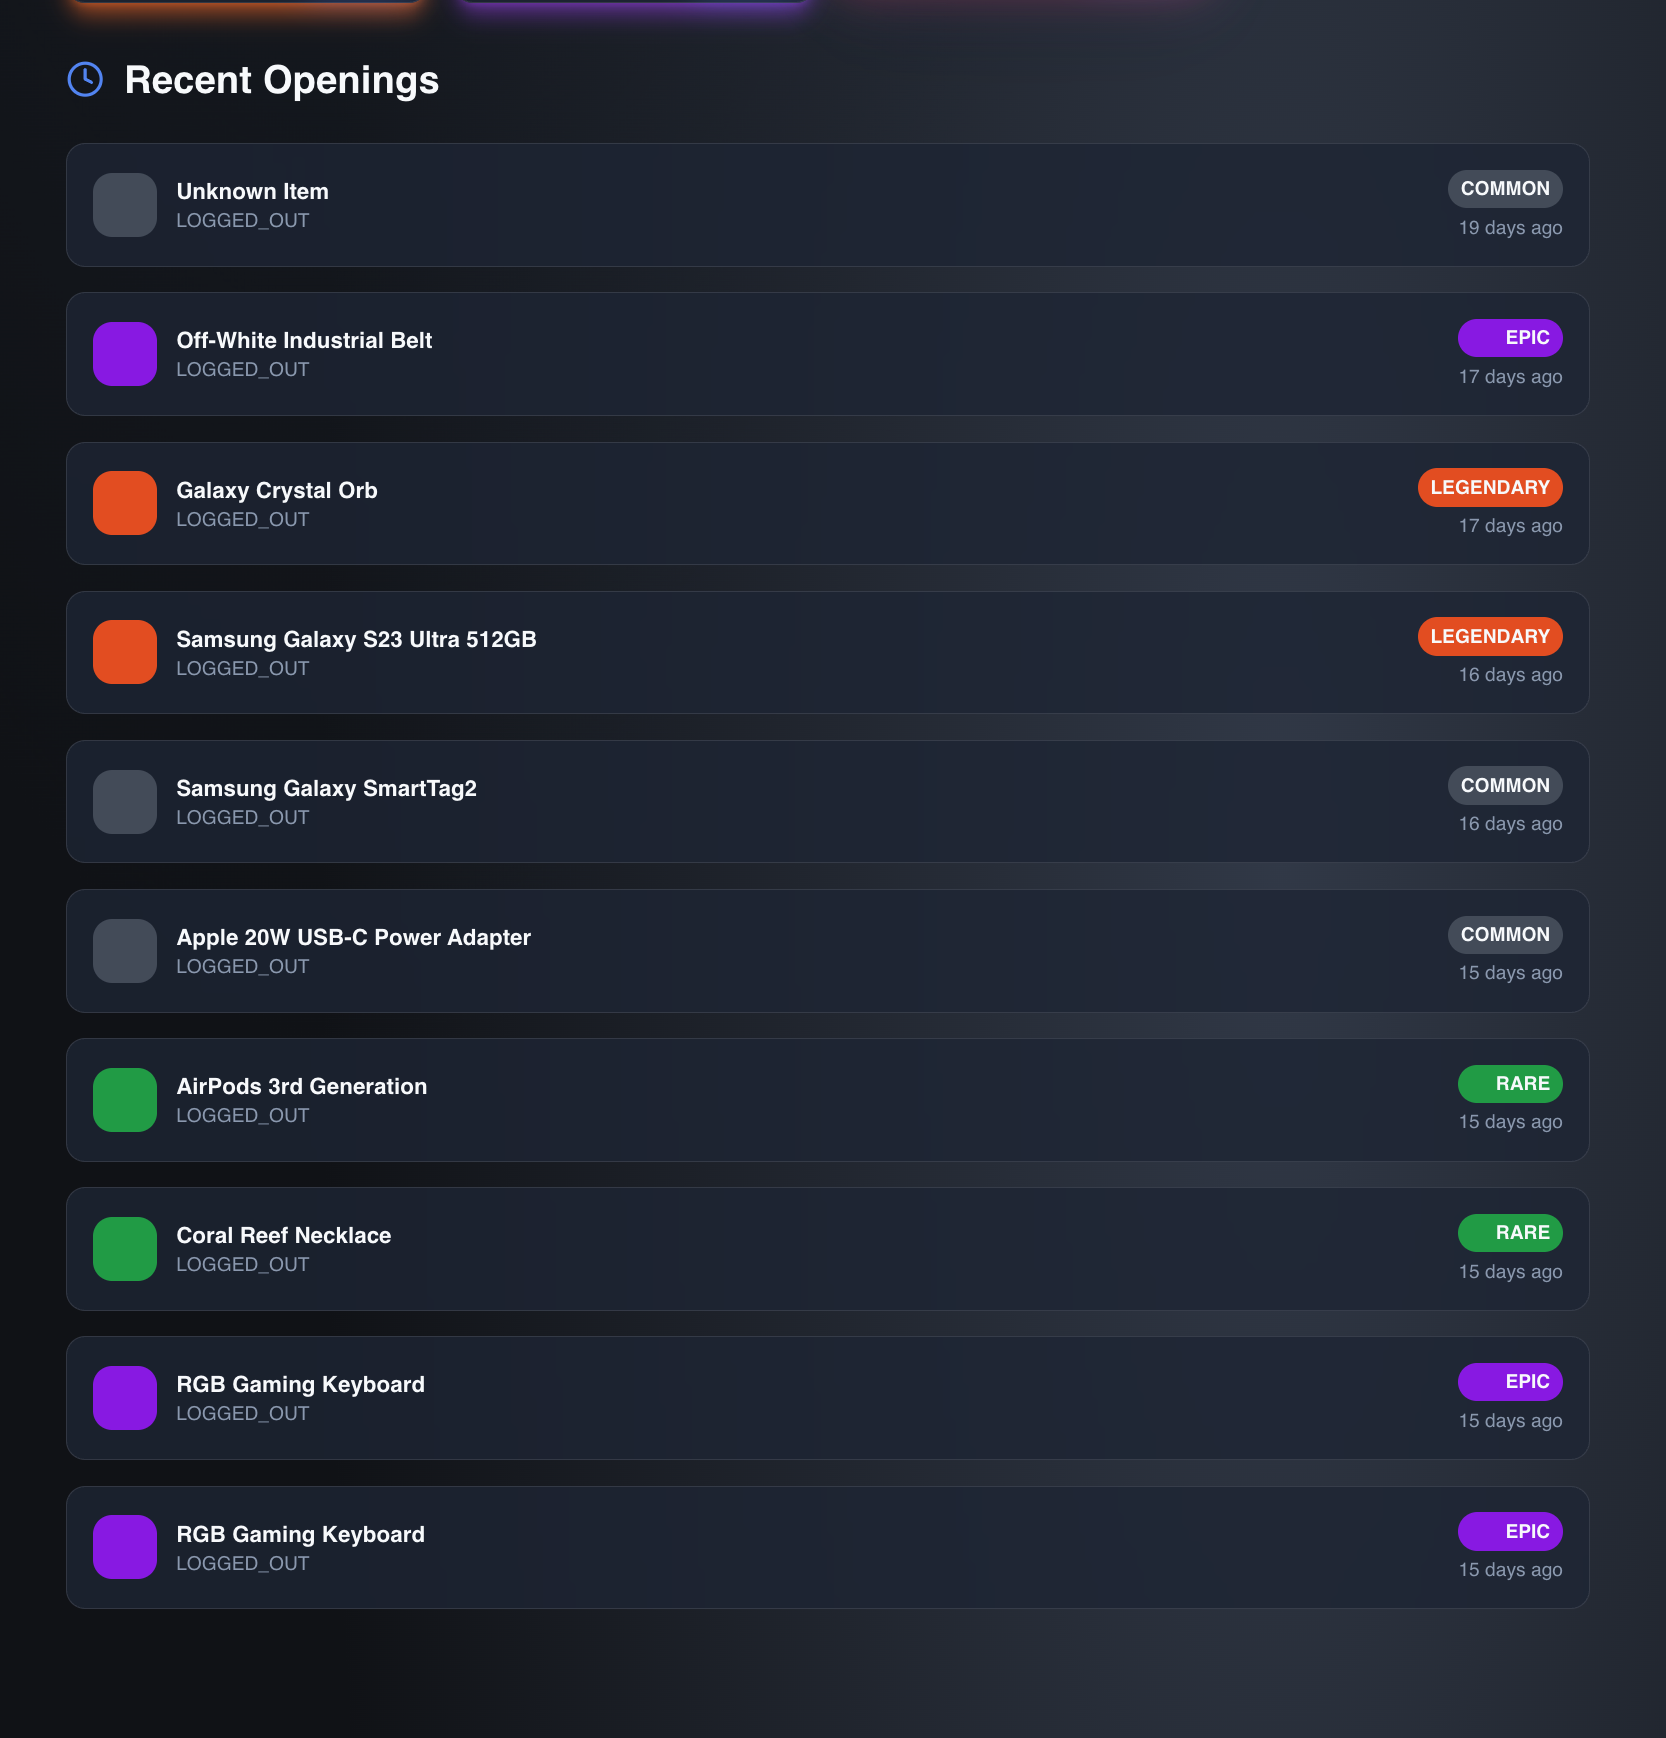 Recent Openings
Unknown Item
LOGGED_OUT
COMMON
19 days ago
Off-White Industrial Belt
LOGGED_OUT
EPIC
17 days ago
Galaxy Crystal Orb
LOGGED_OUT
LEGENDARY
17 days ago
Samsung Galaxy S23 Ultra 512GB
LOGGED_OUT
LEGENDARY
16 days ago
Samsung Galaxy SmartTag2
LOGGED_OUT
COMMON
16 days ago
Apple 20W USB-C Power Adapter
LOGGED_OUT
COMMON
15 days ago
AirPods 3rd Generation
LOGGED_OUT
RARE
15 days ago
Coral Reef Necklace
LOGGED_OUT
RARE
15 days ago
RGB Gaming Keyboard
LOGGED_OUT
EPIC
15 days ago
RGB Gaming Keyboard
LOGGED_OUT
EPIC
15 days ago